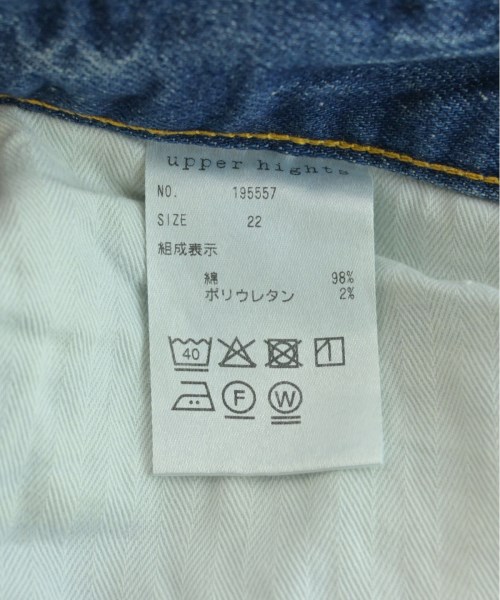 upper hights
NO. 195557
SIZE 22
組成表示
綿 98%
ポリウレタン 2%
40
F W